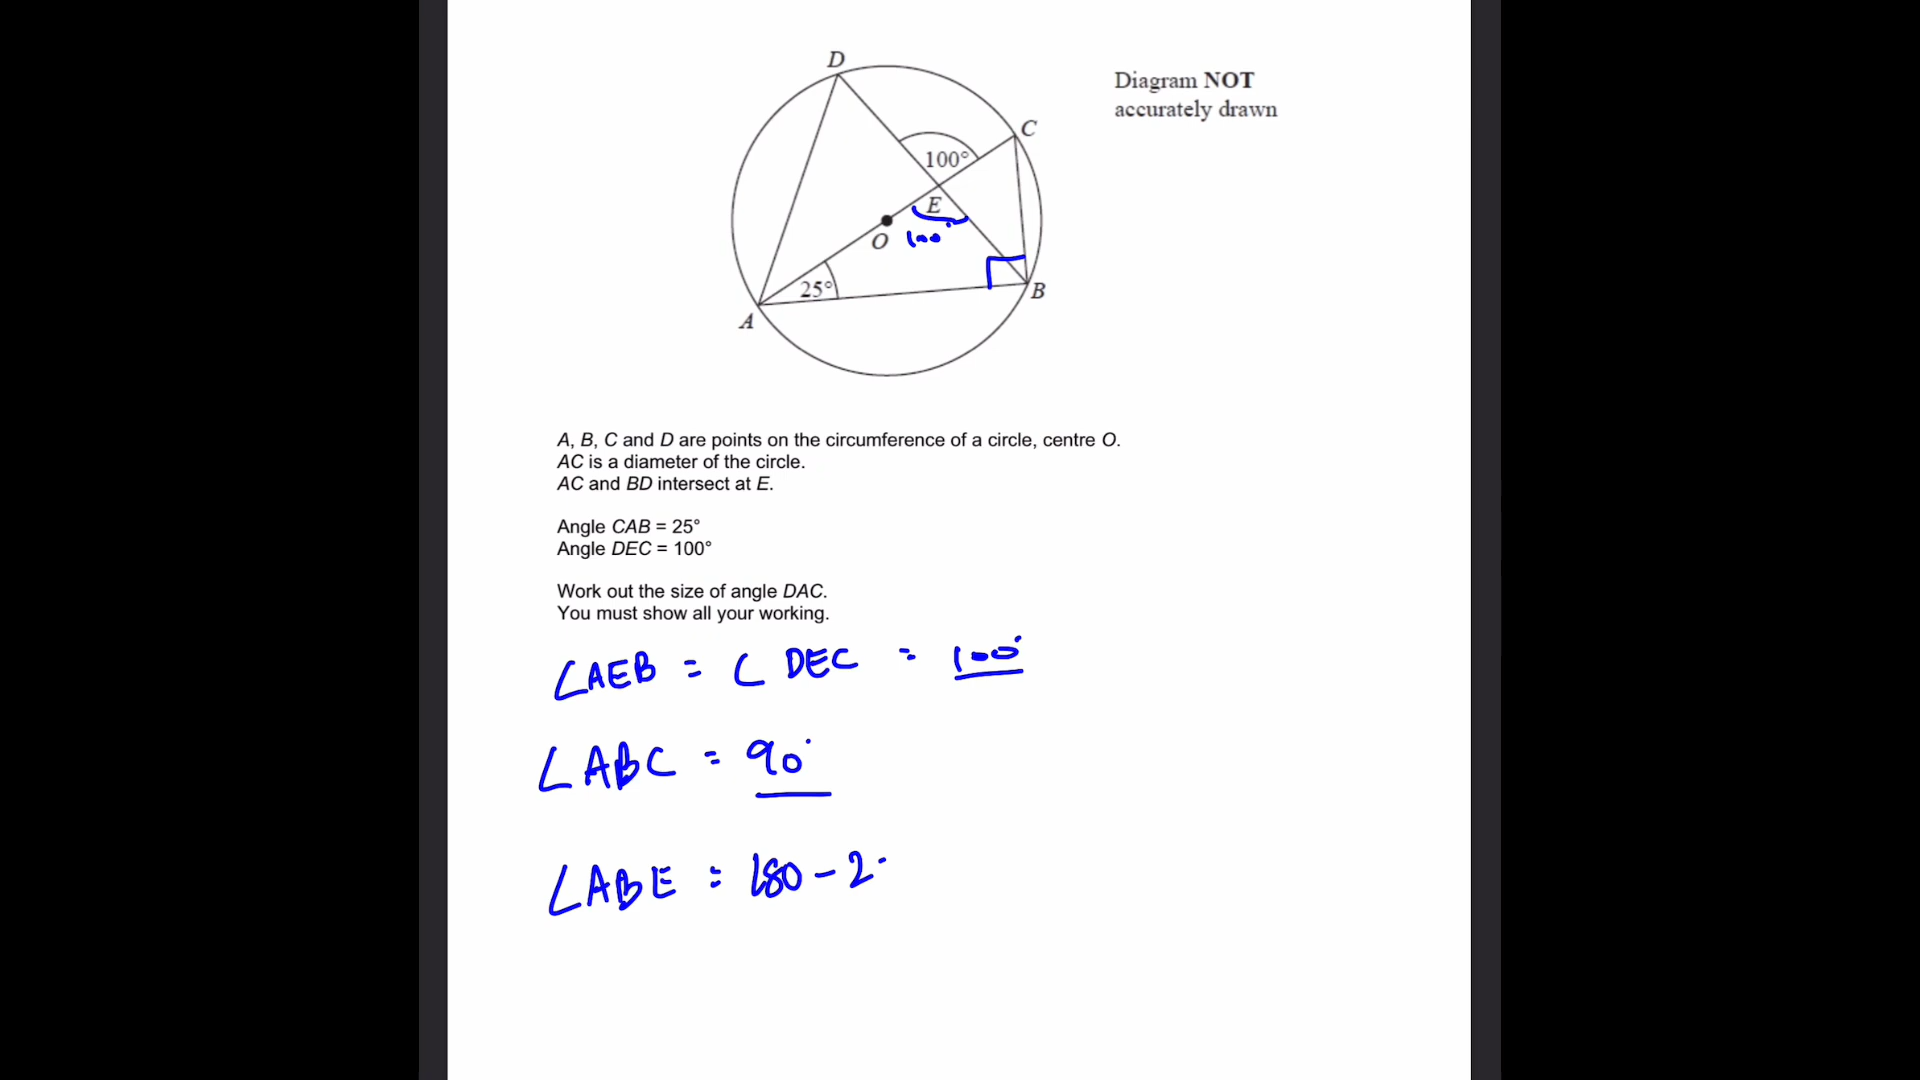 D
Diagram NOT
accurately drawn
C
100°
E
O
100°
25°
B
A
A, B, C and D are points on the circumference of a circle, centre O.
AC is a diameter of the circle.
AC and BD intersect at E.
Angle CAB = 25°
Angle DEC = 100°
Work out the size of angle DAC.
You must show all your working.
∠AEB = ∠DEC = 100°
∠ABC = 90°
∠ABE = 180 - 2